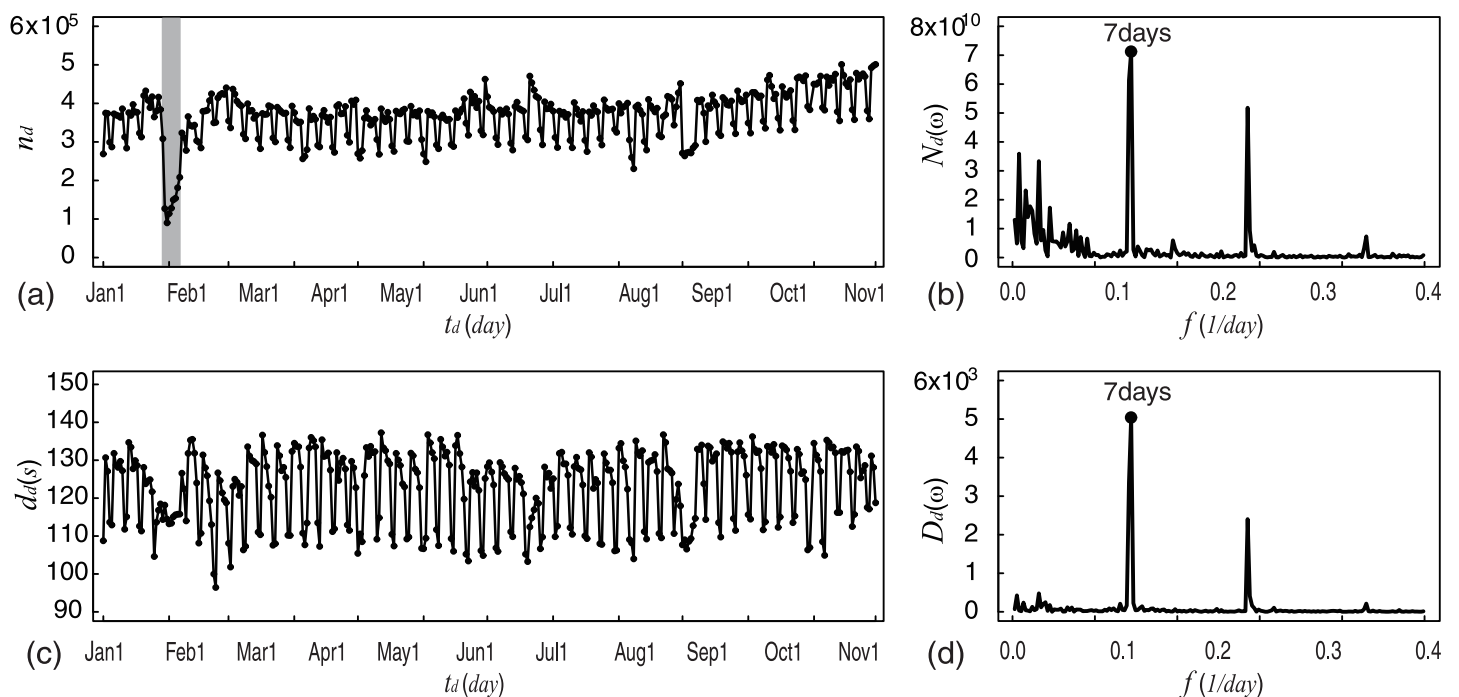 6x10⁵
5
4
3
2
1
0
n_d
Jan1 Feb1 Mar1 Apr1 May1 Jun1 Jul1 Aug1 Sep1 Oct1 Nov1
t_d (day)
(a)
8x10¹⁰
7
6
5
4
3
2
1
0
N_d(ω)
7days
0.0 0.1 0.2 0.3 0.4
f (1/day)
(b)
150
140
130
120
110
100
90
d_d(s)
Jan1 Feb1 Mar1 Apr1 May1 Jun1 Jul1 Aug1 Sep1 Oct1 Nov1
t_d (day)
(c)
6x10³
5
4
3
2
1
0
D_d(ω)
7days
0.0 0.1 0.2 0.3 0.4
f (1/day)
(d)